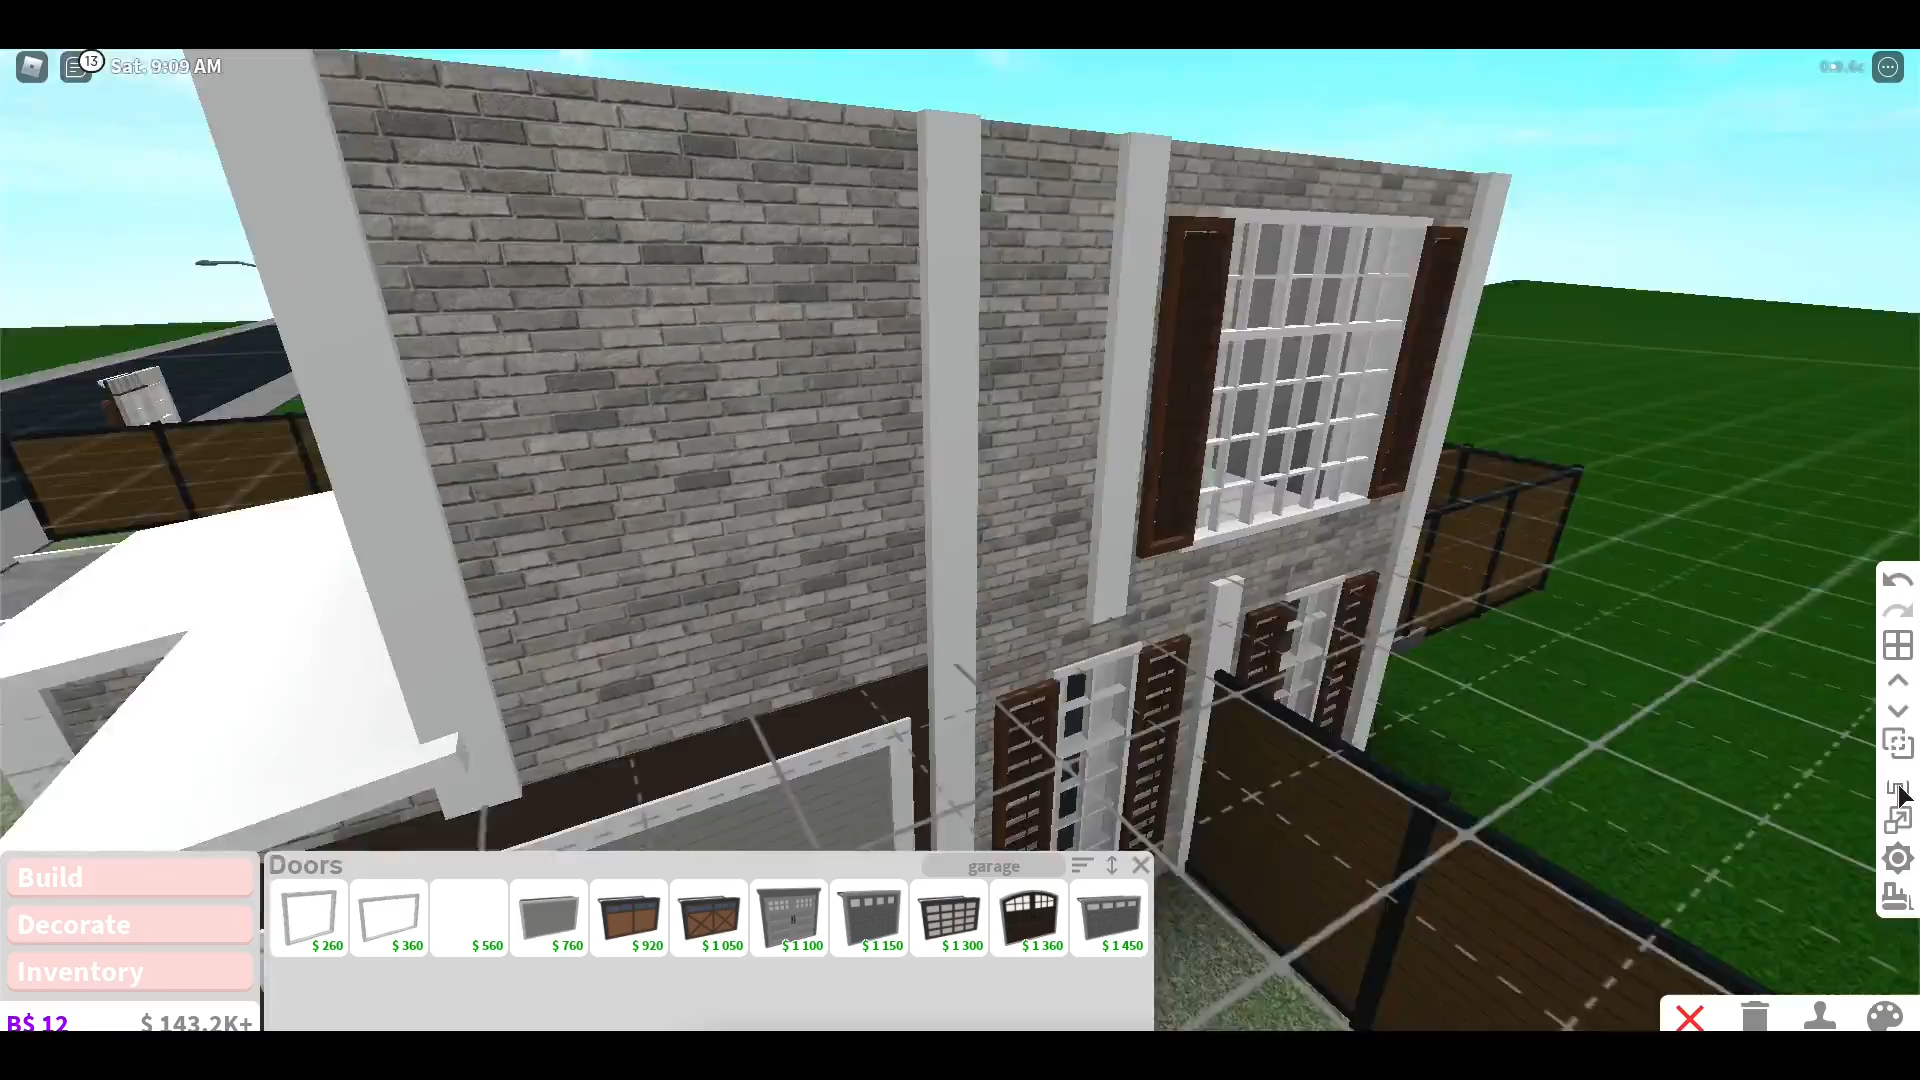 13
Sat. 9:09 AM
Doors
garage
Build
Decorate
Inventory
$ 260
$ 360
$ 560
$ 760
$ 920
$ 1 050
$ 1 100
$ 1 150
$ 1 300
$ 1 360
$ 1 450
B$ 12
$ 143.2K+